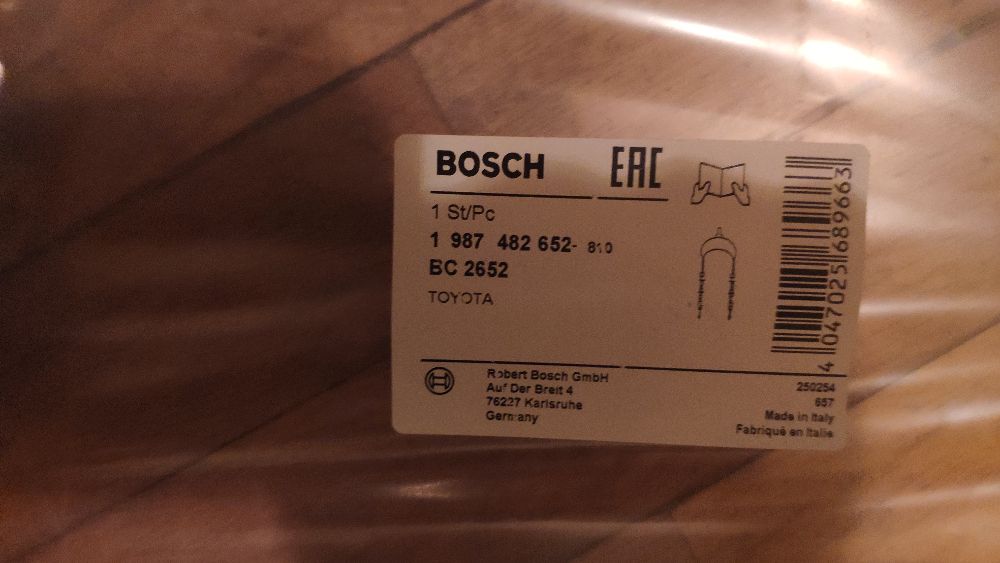 BOSCH
EAC
1 St/Pc
1 987 482 652- 810
BC 2652
TOYOTA
Robert Bosch GmbH
Auf Der Breit 4
76227 Karlsruhe
Germany
250254
657
Made in Italy
Fabriqué en Italie
4 047025 689663